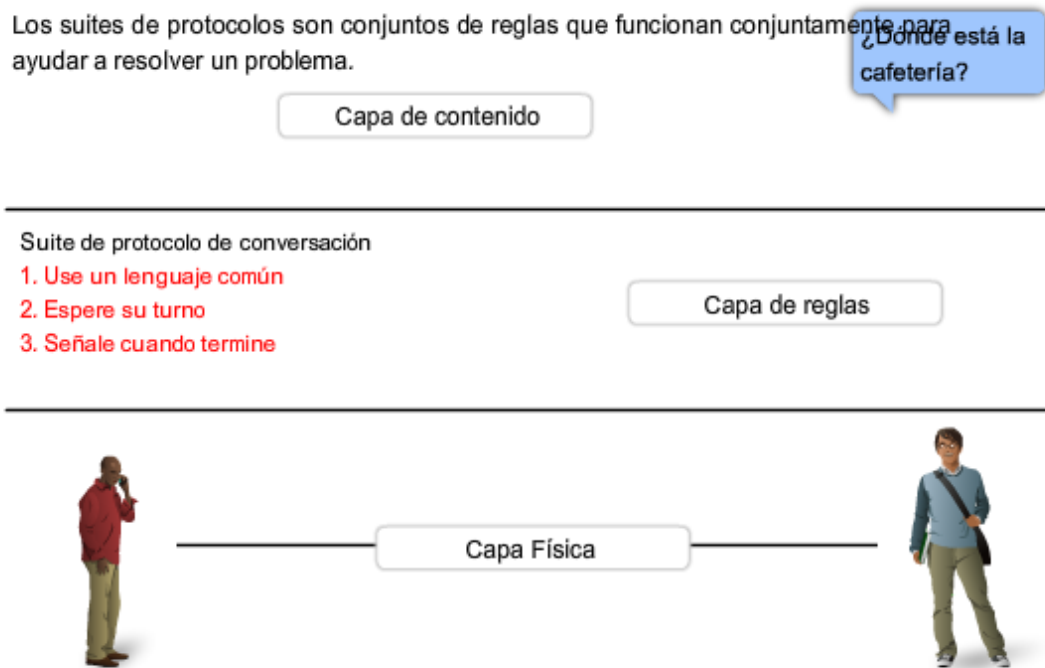 Los suites de protocolos son conjuntos de reglas que funcionan conjuntamente para
ayudar a resolver un problema.
¿Dónde está la
cafetería?
Capa de contenido
Suite de protocolo de conversación
1. Use un lenguaje común
2. Espere su turno
3. Señale cuando termine
Capa de reglas
Capa Física